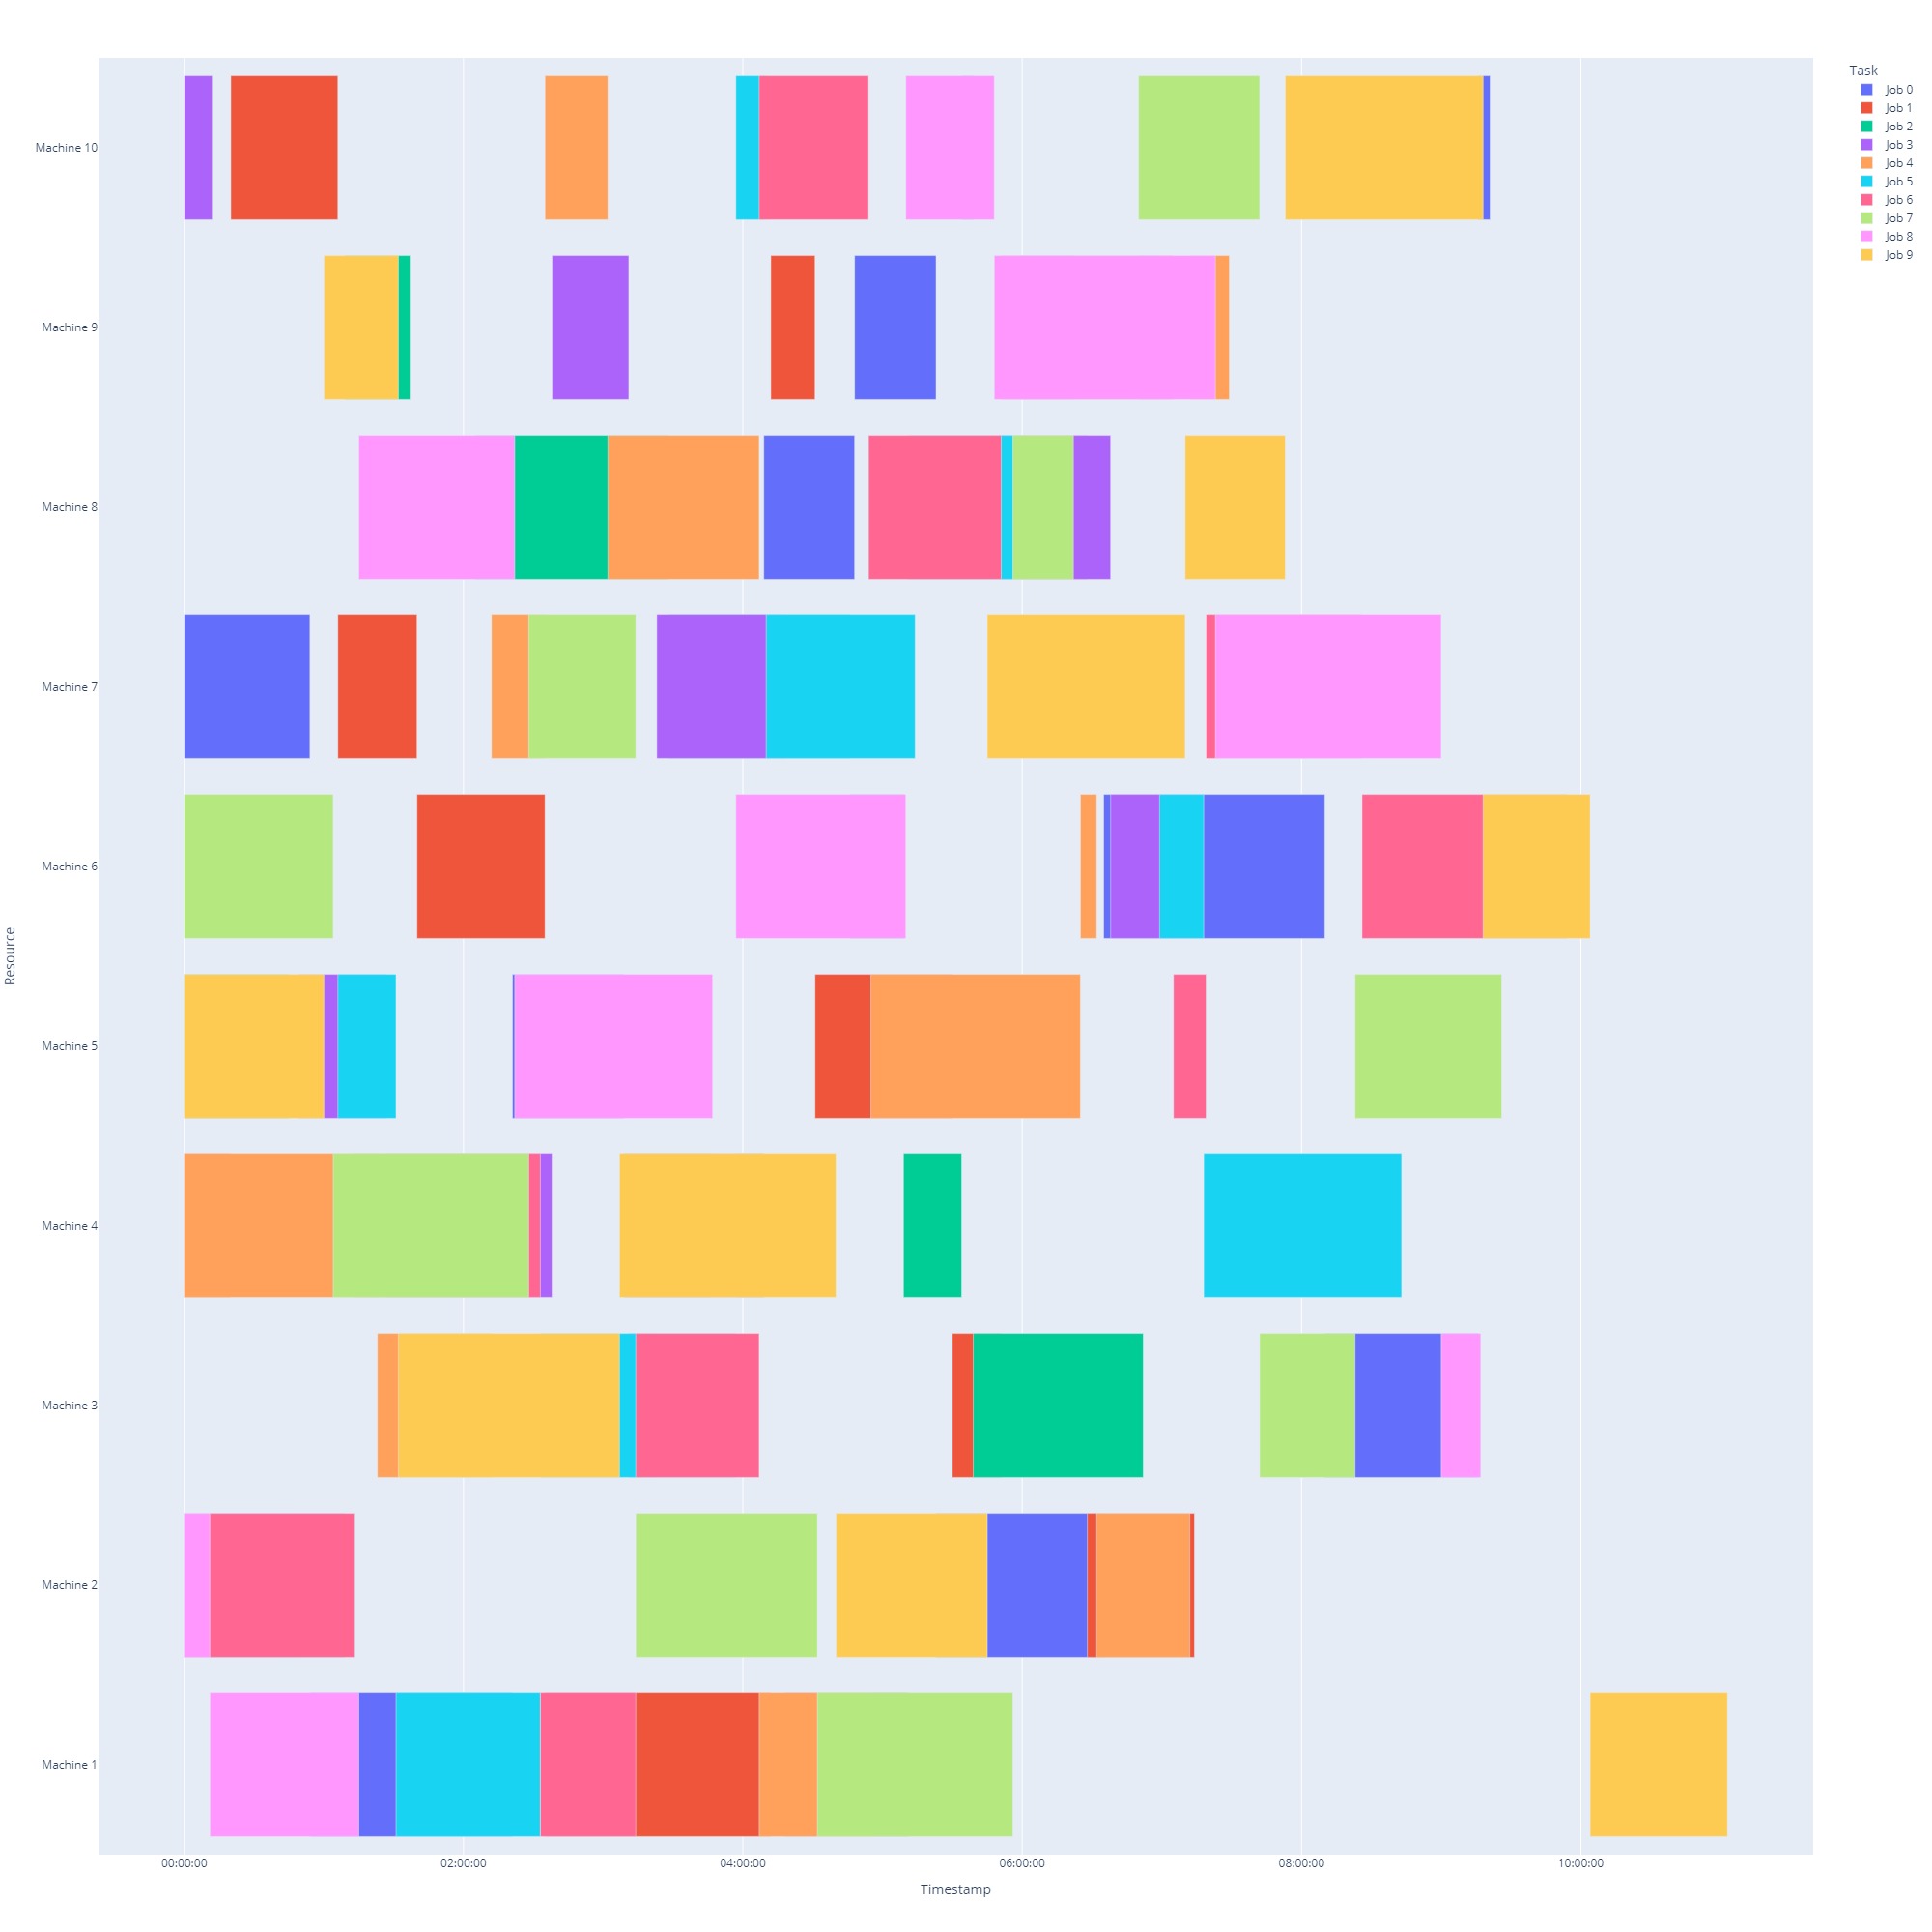 Task
Job 0
Job 1
Job 2
Job 3
Job 4
Job 5
Job 6
Job 7
Job 8
Job 9
Machine 10
Machine 9
Machine 8
Machine 7
Machine 6
Machine 5
Machine 4
Machine 3
Machine 2
Machine 1
Resource
00:00:00 02:00:00 04:00:00 06:00:00 08:00:00 10:00:00
Timestamp